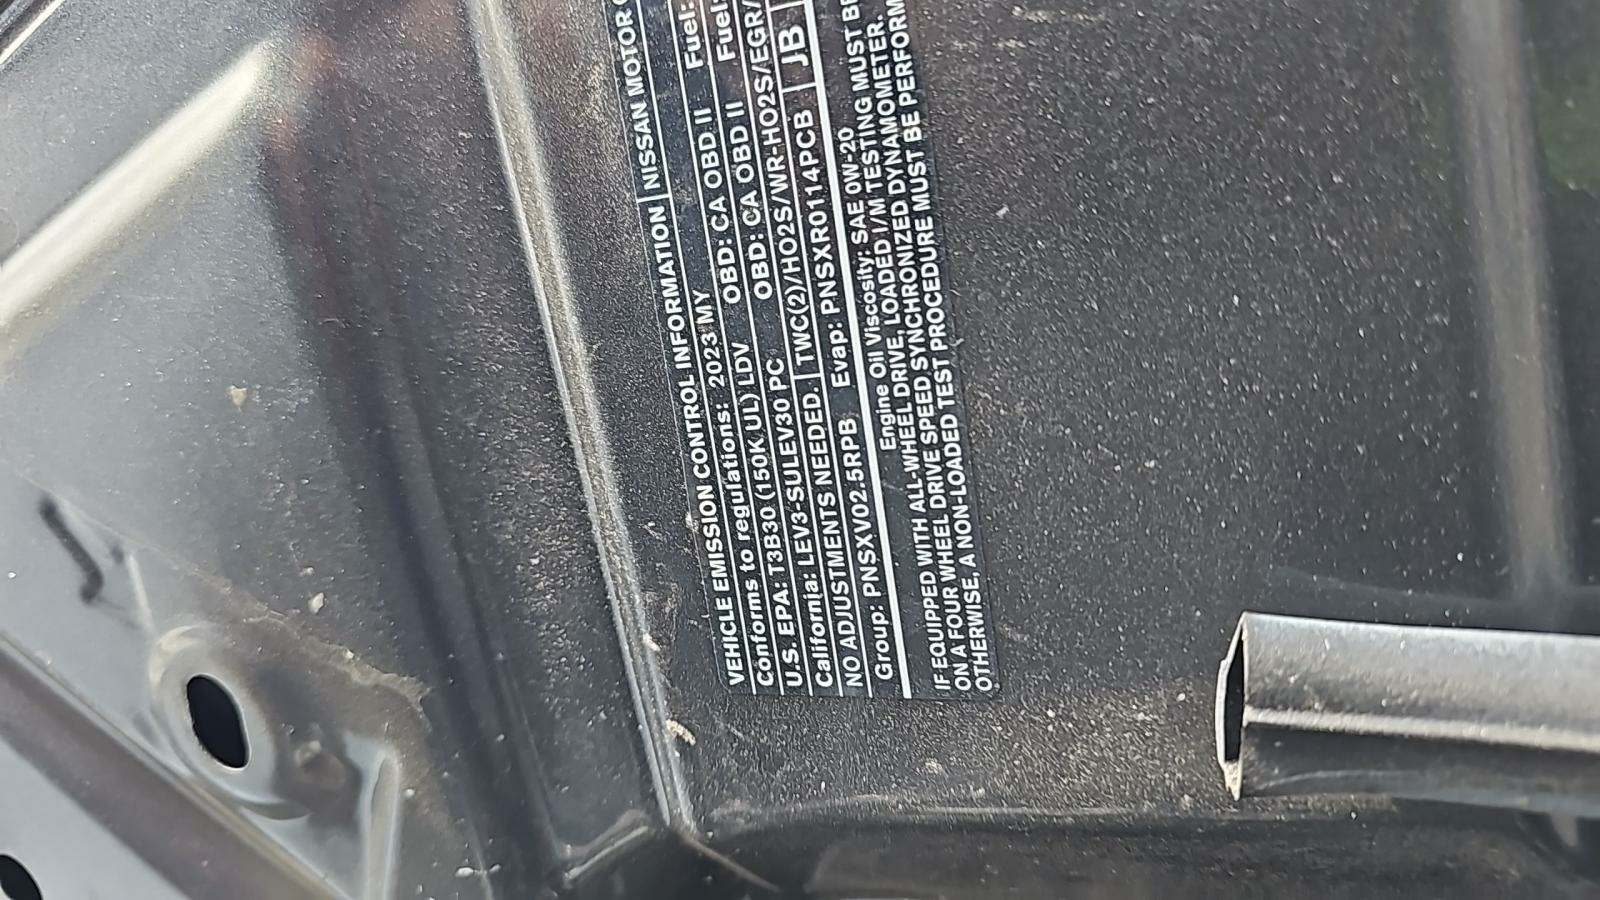 VEHICLE EMISSION CONTROL INFORMATION NISSAN MOTOR
Conforms to regulations: 2023 MY
U.S. EPA: T3B30 (150K UL) LDV OBD: CA OBD II Fuel:
California: LEV3-SULEV30 PC OBD: CA OBD II Fuel:
NO ADJUSTMENTS NEEDED. TWC(2)/HO2S/WR-HO2S/EGR/
Group: PNSXV02.5RPB Evap: PNSXR0114PCB JB
Engine Oil Viscosity: SAE 0W-20
IF EQUIPPED WITH ALL-WHEEL DRIVE, LOADED I/M TESTING MUST BE
ON A FOUR WHEEL DRIVE SPEED SYNCHRONIZED DYNAMOMETER.
OTHERWISE, A NON-LOADED TEST PROCEDURE MUST BE PERFORM